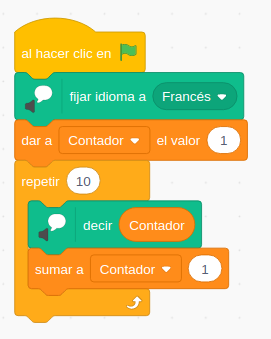 al hacer clic en
fijar idioma a Francés
dar a Contador el valor 1
repetir 10
decir Contador
sumar a Contador 1